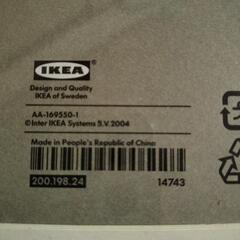 IKEA
Design and Quality
IKEA of Sweden
AA-169550-1
©Inter IKEA Systems B.V. 2004
Made in People's Republic of China
200.198.24
14743